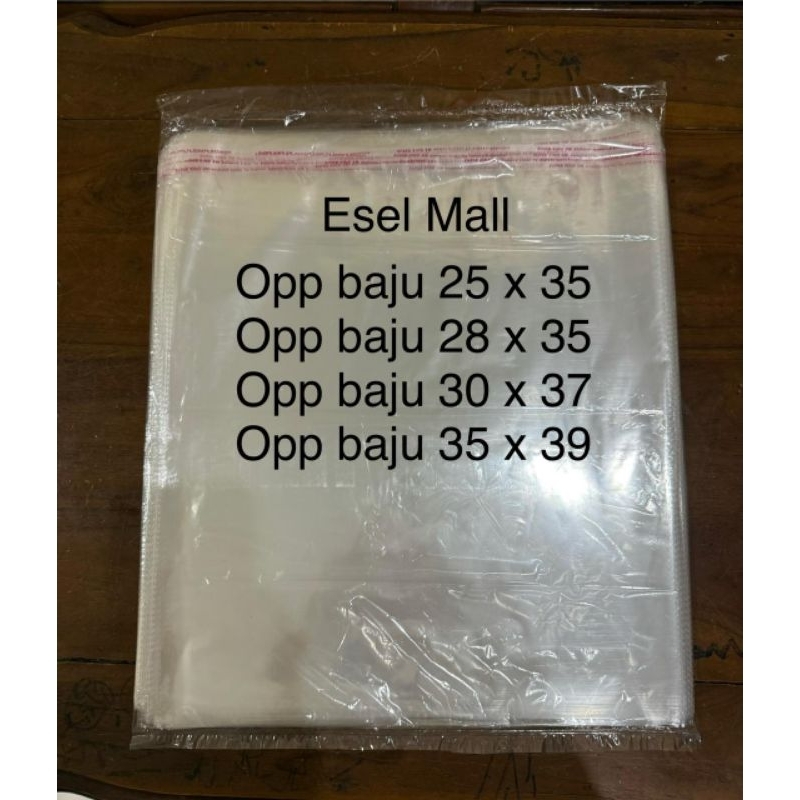 Esel Mall
Opp baju 25 x 35
Opp baju 28 x 35
Opp baju 30 x 37
Opp baju 35 x 39